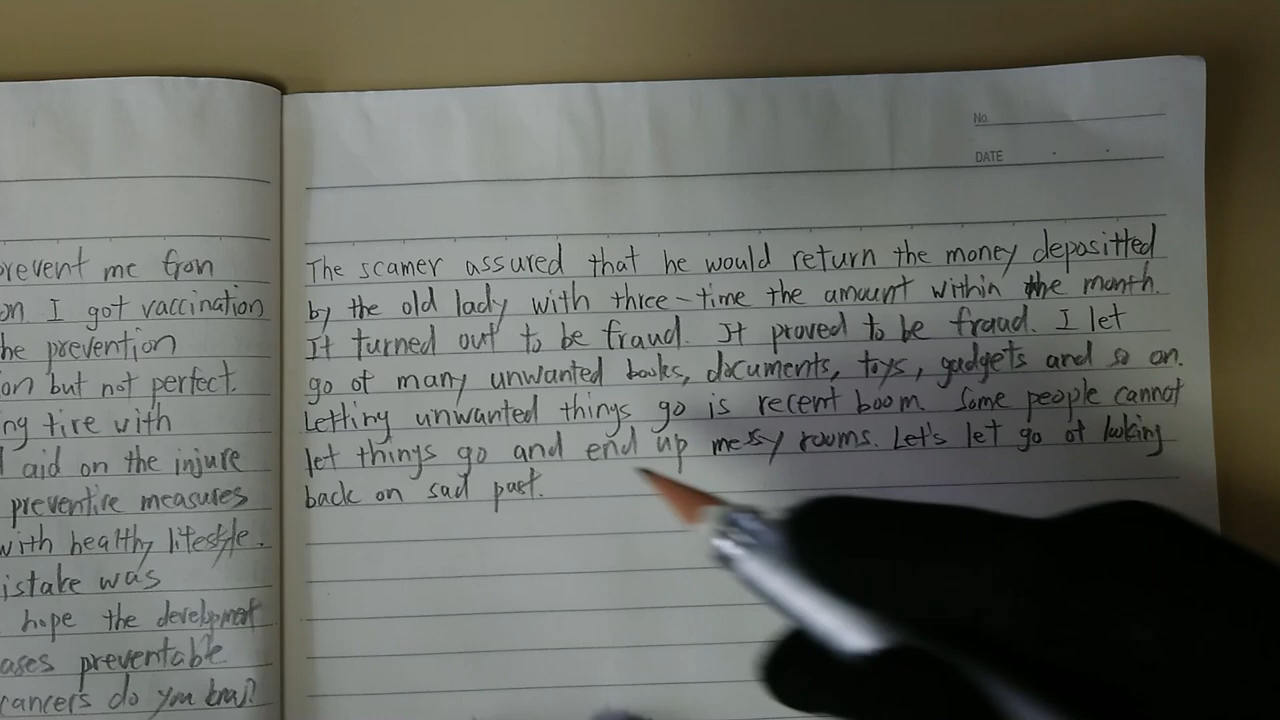 No.
DATE
revent me from
on I got vaccination
he prevention
on but not perfect.
ng tire with
aid on the injure
preventive measures
with healthy lifestyle.
istake was
hope the development
ases preventable
cancers do you know?
The scamer assured that he would return the money depositted
by the old lady with three-time the amount within the month.
It turned out to be fraud. It proved to be fraud. I let
go of many unwanted books, documents, toys, gadgets and so on.
Letting unwanted things go is recent boom. Some people cannot
let things go and end up messy rooms. Let's let go of looking
back on sad past.